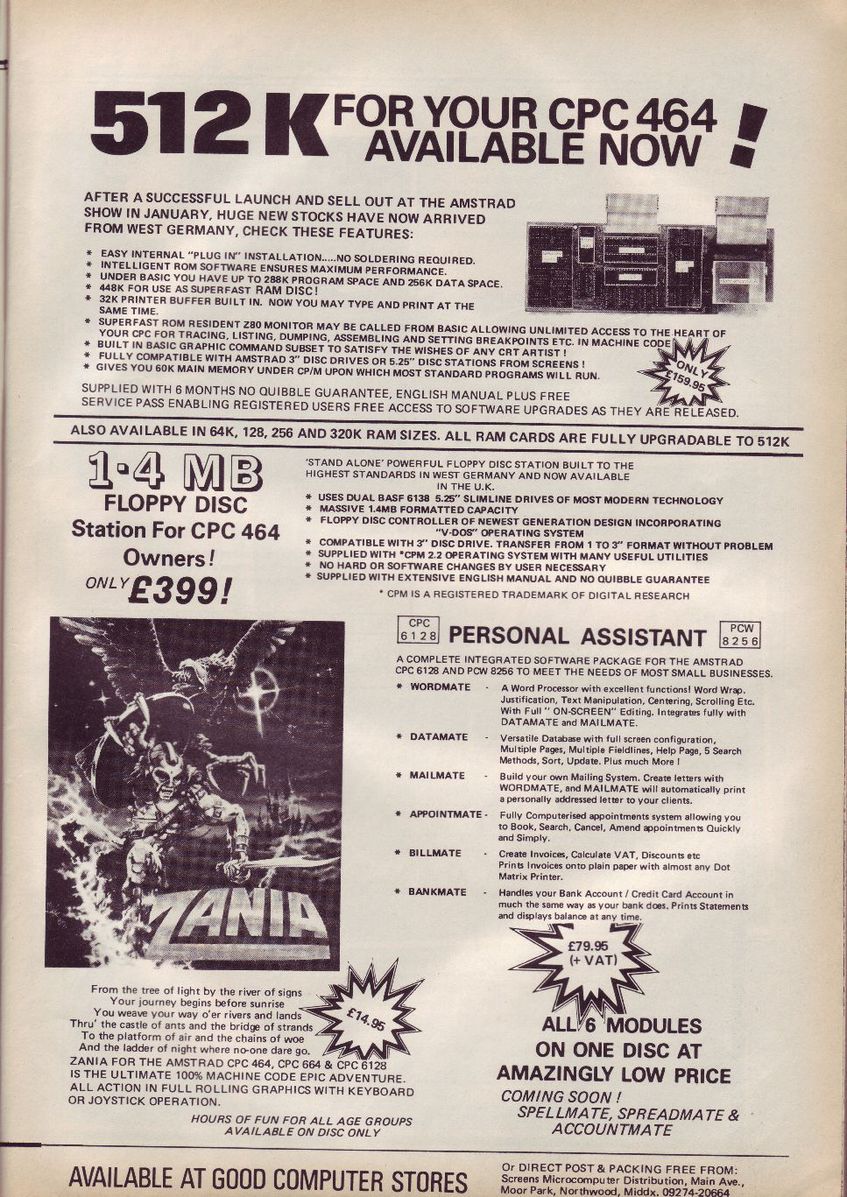 512 K FOR YOUR CPC 464
AVAILABLE NOW !
AFTER A SUCCESSFUL LAUNCH AND SELL OUT AT THE AMSTRAD
SHOW IN JANUARY, HUGE NEW STOCKS HAVE NOW ARRIVED
FROM WEST GERMANY, CHECK THESE FEATURES:
* EASY INTERNAL "PLUG IN" INSTALLATION.....NO SOLDERING REQUIRED.
* INTELLIGENT ROM SOFTWARE ENSURES MAXIMUM PERFORMANCE.
* UNDER BASIC YOU HAVE UP TO 288K PROGRAM SPACE AND 256K DATA SPACE.
* 448K FOR USE AS SUPERFAST RAM DISC!
* 32K PRINTER BUFFER BUILT IN. NOW YOU MAY TYPE AND PRINT AT THE
SAME TIME.
* SUPERFAST ROM RESIDENT Z80 MONITOR MAY BE CALLED FROM BASIC ALLOWING UNLIMITED ACCESS TO THE HEART OF
YOUR CPC FOR TRACING, LISTING, DUMPING, ASSEMBLING AND SETTING BREAKPOINTS ETC. IN MACHINE CODE
* BUILT IN BASIC GRAPHIC COMMAND SUBSET TO SATISFY THE WISHES OF ANY CRT ARTIST !
* FULLY COMPATIBLE WITH AMSTRAD 3" DISC DRIVES OR 5.25" DISC STATIONS FROM SCREENS !
* GIVES YOU 60K MAIN MEMORY UNDER CP/M UPON WHICH MOST STANDARD PROGRAMS WILL RUN.
ONLY
£159.95
SUPPLIED WITH 6 MONTHS NO QUIBBLE GUARANTEE, ENGLISH MANUAL PLUS FREE
SERVICE PASS ENABLING REGISTERED USERS FREE ACCESS TO SOFTWARE UPGRADES AS THEY ARE RELEASED.
ALSO AVAILABLE IN 64K, 128, 256 AND 320K RAM SIZES. ALL RAM CARDS ARE FULLY UPGRADABLE TO 512K
1·4 MB
FLOPPY DISC
Station For CPC 464
Owners!
ONLY £399!
'STAND ALONE' POWERFUL FLOPPY DISC STATION BUILT TO THE
HIGHEST STANDARDS IN WEST GERMANY AND NOW AVAILABLE
IN THE U.K.
* USES DUAL BASF 6138 5.25" SLIMLINE DRIVES OF MOST MODERN TECHNOLOGY
* MASSIVE 1.4MB FORMATTED CAPACITY
* FLOPPY DISC CONTROLLER OF NEWEST GENERATION DESIGN INCORPORATING
"V-DOS" OPERATING SYSTEM
* COMPATIBLE WITH 3" DISC DRIVE. TRANSFER FROM 1 TO 3" FORMAT WITHOUT PROBLEM
* SUPPLIED WITH *CPM 2.2 OPERATING SYSTEM WITH MANY USEFUL UTILITIES
* NO HARD OR SOFTWARE CHANGES BY USER NECESSARY
* SUPPLIED WITH EXTENSIVE ENGLISH MANUAL AND NO QUIBBLE GUARANTEE
* CPM IS A REGISTERED TRADEMARK OF DIGITAL RESEARCH
ZANIA
From the tree of light by the river of signs
Your journey begins before sunrise
You weave your way o'er rivers and lands
Thru' the castle of ants and the bridge of strands
To the platform of air and the chains of woe
And the ladder of night where no-one dare go.
£14.95
ZANIA FOR THE AMSTRAD CPC 464, CPC 664 & CPC 6128
IS THE ULTIMATE 100% MACHINE CODE EPIC ADVENTURE.
ALL ACTION IN FULL ROLLING GRAPHICS WITH KEYBOARD
OR JOYSTICK OPERATION.
HOURS OF FUN FOR ALL AGE GROUPS
AVAILABLE ON DISC ONLY
CPC
6128
PERSONAL ASSISTANT
PCW
8256
A COMPLETE INTEGRATED SOFTWARE PACKAGE FOR THE AMSTRAD
CPC 6128 AND PCW 8256 TO MEET THE NEEDS OF MOST SMALL BUSINESSES.
* WORDMATE - A Word Processor with excellent functions! Word Wrap.
Justification, Text Manipulation, Centering, Scrolling Etc.
With Full " ON-SCREEN" Editing. Integrates fully with
DATAMATE and MAILMATE.
* DATAMATE - Versatile Database with full screen configuration,
Multiple Pages, Multiple Fieldlines, Help Page, 5 Search
Methods, Sort, Update. Plus much More !
* MAILMATE - Build your own Mailing System. Create letters with
WORDMATE, and MAILMATE will automatically print
a personally addressed letter to your clients.
* APPOINTMATE - Fully Computerised appointments system allowing you
to Book, Search, Cancel, Amend appointments Quickly
and Simply.
* BILLMATE - Create Invoices, Calculate VAT, Discounts etc
Prints Invoices onto plain paper with almost any Dot
Matrix Printer.
* BANKMATE - Handles your Bank Account / Credit Card Account in
much the same way as your bank does. Prints Statements
and displays balance at any time.
£79.95
(+ VAT)
ALL 6 MODULES
ON ONE DISC AT
AMAZINGLY LOW PRICE
COMING SOON !
SPELLMATE, SPREADMATE &
ACCOUNTMATE
AVAILABLE AT GOOD COMPUTER STORES
Or DIRECT POST & PACKING FREE FROM:
Screens Microcomputer Distribution, Main Ave.,
Moor Park, Northwood, Middx. 09274-20664